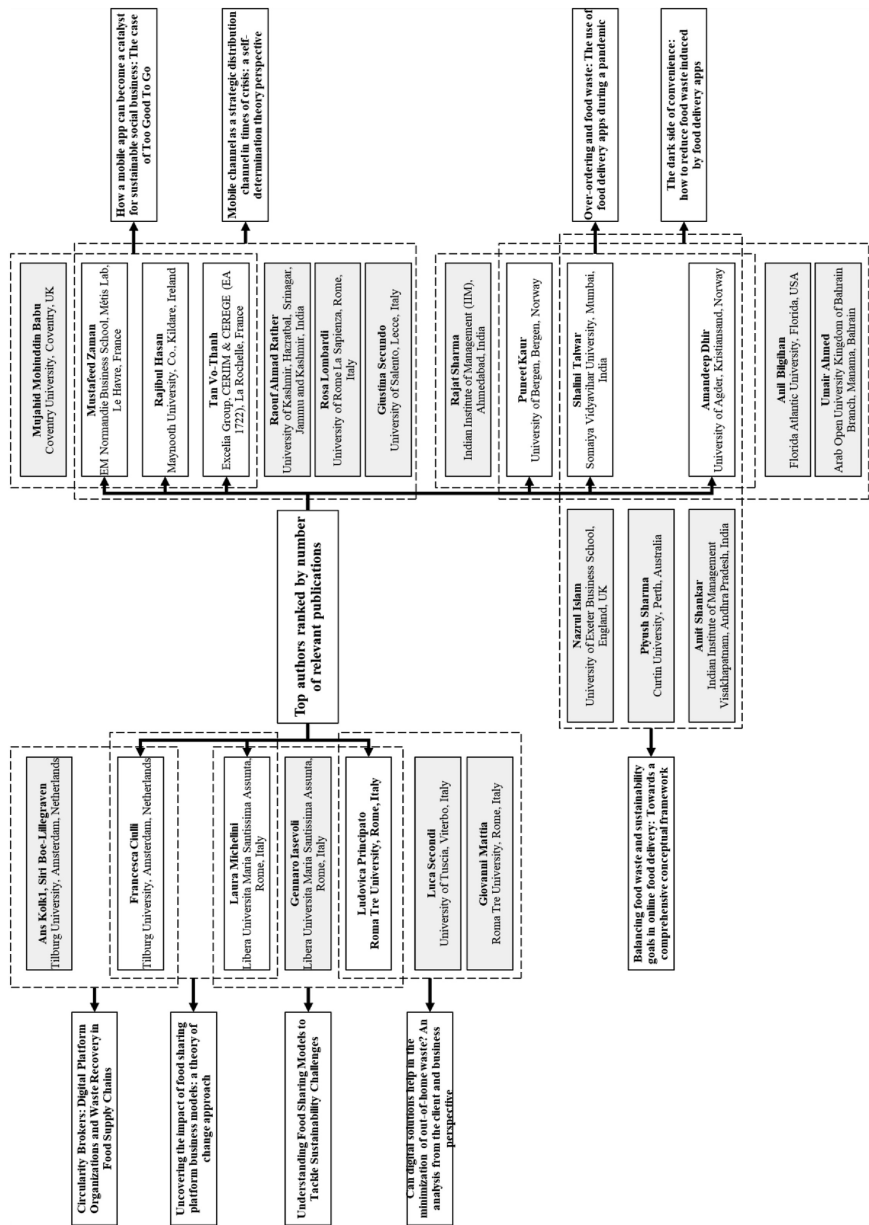 Circularity Brokers: Digital Platform
Organizations and Waste Recovery in
Food Supply Chains
Uncovering the impact of food sharing
platform business models: a theory of
change approach
Understanding Food Sharing Models to
Tackle Sustainability Challenges
Can digital solutions help in the
minimization of out-of-home waste? An
analysis from the client and business
perspective
Ans Kolk1, Siri Boe-Lillegraven
Tilburg University, Amsterdam, Netherlands
Francesca Ciulli
Tilburg University, Amsterdam, Netherlands
Laura Michelini
Libera Universita Maria Santissima Assunta,
Rome, Italy
Gennaro Iasevoli
Libera Universita Maria Santissima Assunta,
Rome, Italy
Ludovica Principato
Roma Tre University, Rome, Italy
Luca Secondi
University of Tuscia, Viterbo, Italy
Giovanni Mattia
Roma Tre University, Rome, Italy
Top authors ranked by number
of relevant publications
Mujahid Mohiuddin Babu
Coventry University, Coventry, UK
Mustafeed Zaman
EM Normandie Business School, Métis Lab,
Le Havre, France
Rajibul Hasan
Maynooth University, Co., Kildare, Ireland
Tan Vo-Thanh
Excelia Group, CERIIM & CEREGE (EA
1722), La Rochelle, France
Raouf Ahmad Rather
University of Kashmir, Hazratbal, Srinagar,
Jammu and Kashmir, India
Rosa Lombardi
University of Rome La Sapienza, Rome,
Italy
Giustina Secundo
University of Salento, Lecce, Italy
How a mobile app can become a catalyst
for sustainable social business: The case
of Too Good To Go
Mobile channel as a strategic distribution
channel in times of crisis: a self-
determination theory perspective
Rajat Sharma
Indian Institute of Management (IIM),
Ahmedabad, India
Puneet Kaur
University of Bergen, Bergen, Norway
Shalini Talwar
Somaiya Vidyavihar University, Mumbai,
India
Amandeep Dhir
University of Agder, Kristiansand, Norway
Anil Bilgihan
Florida Atlantic University, Florida, USA
Umair Ahmed
Arab Open University Kingdom of Bahrain
Branch, Manama, Bahrain
Over-ordering and food waste: The use of
food delivery apps during a pandemic
The dark side of convenience:
how to reduce food waste induced
by food delivery apps
Nazrul Islam
University of Exeter Business School,
England, UK
Piyush Sharma
Curtin University, Perth, Australia
Amit Shankar
Indian Institute of Management
Visakhapatnam, Andhra Pradesh, India
Balancing food waste and sustainability
goals in online food delivery: Towards a
comprehensive conceptual framework